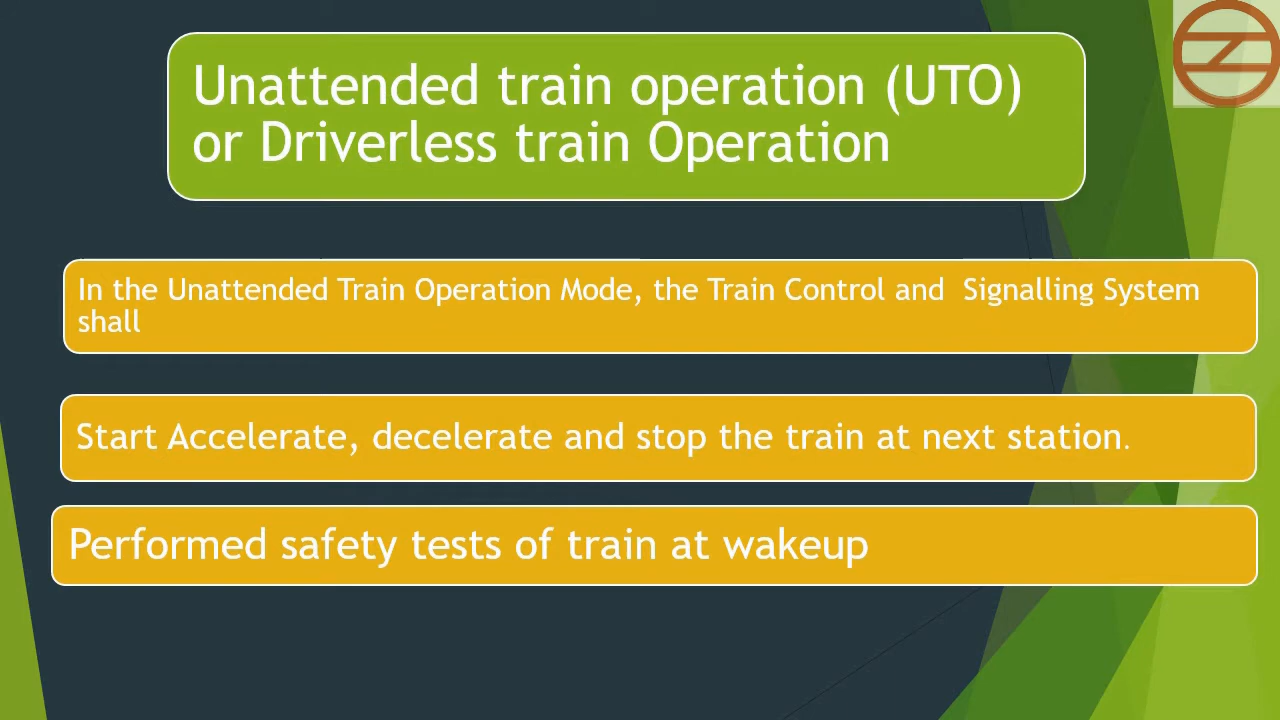 Unattended train operation (UTO)
or Driverless train Operation
In the Unattended Train Operation Mode, the Train Control and  Signalling System
shall
Start Accelerate, decelerate and stop the train at next station.
Performed safety tests of train at wakeup